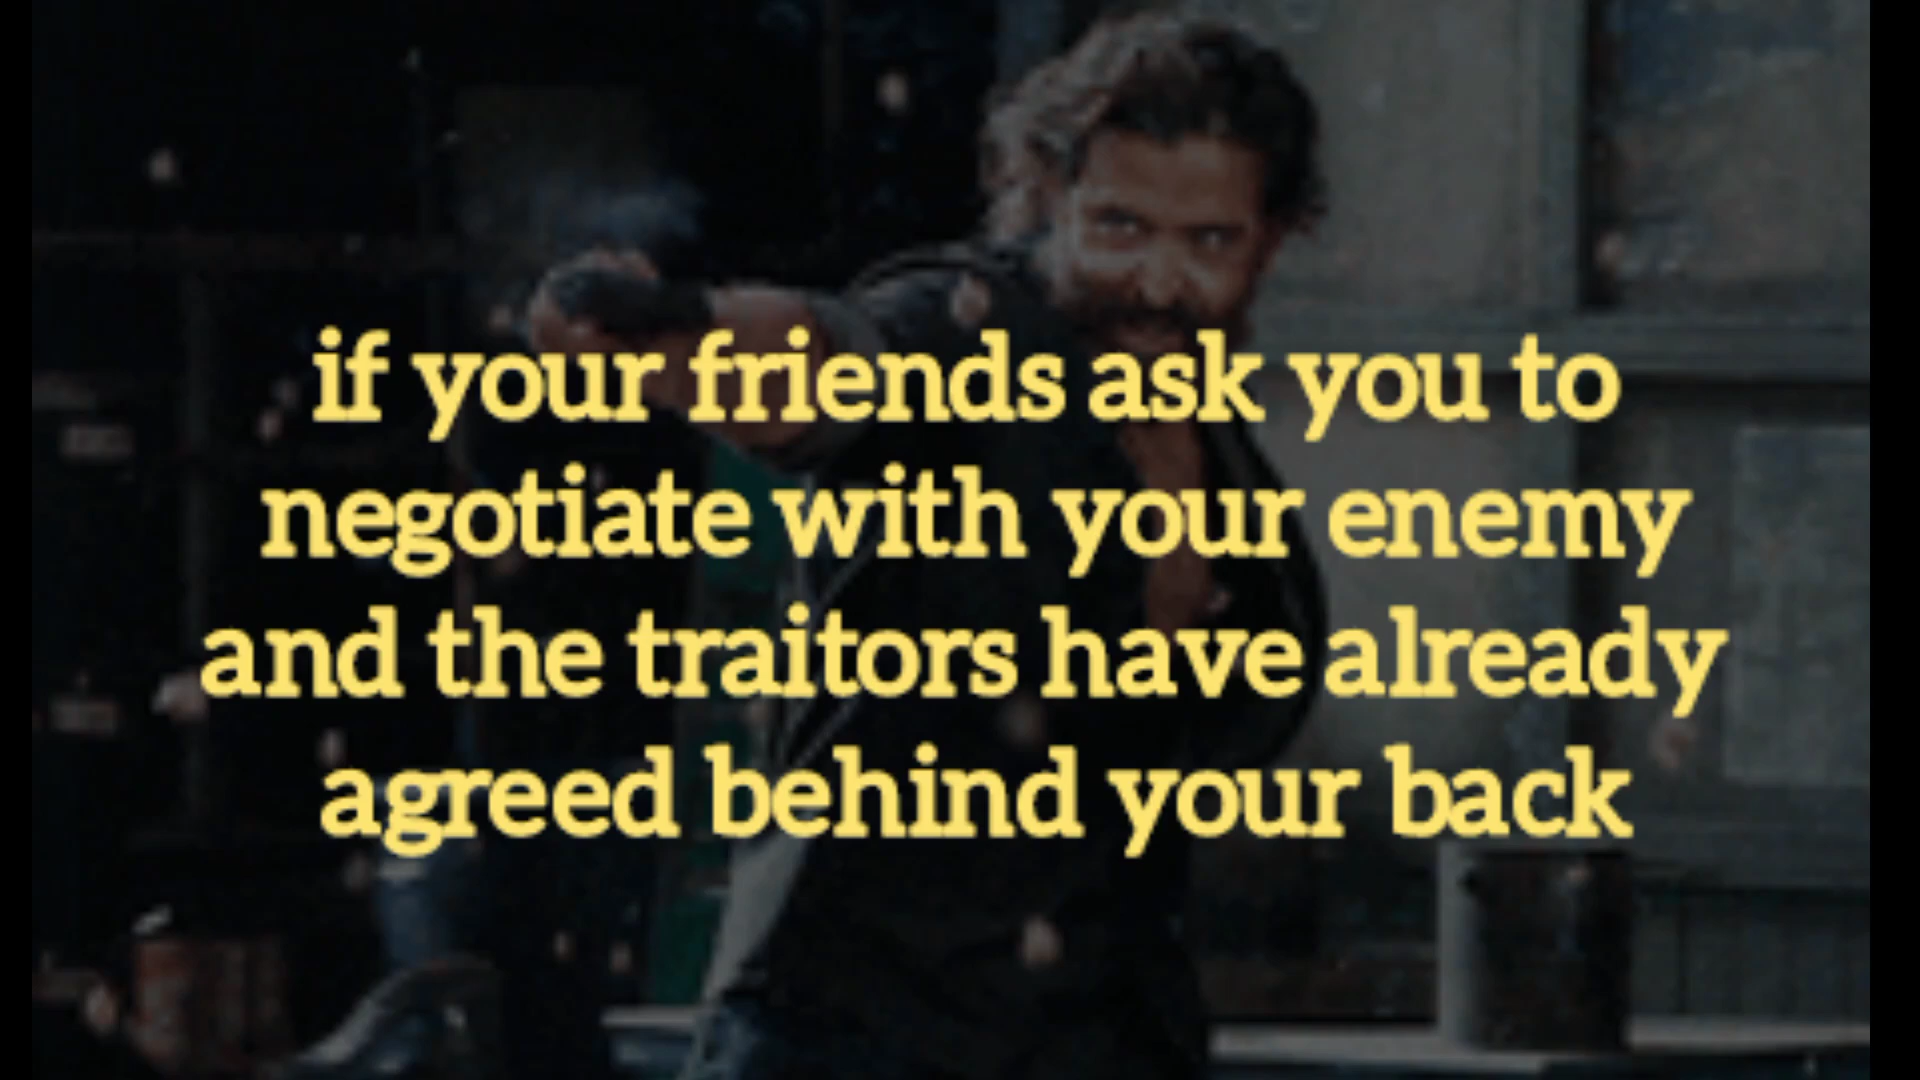 if your friends ask you to
negotiate with your enemy
and the traitors have already
agreed behind your back